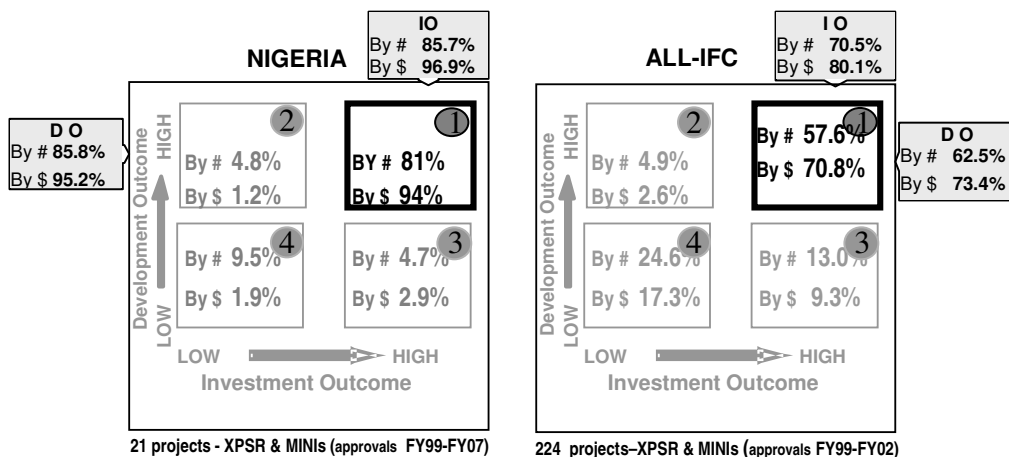 IO
By # 85.7%
By $ 96.9%
NIGERIA
D O
By # 85.8%
By $ 95.2%
HIGH
Development Outcome
LOW
2
By # 4.8%
By $ 1.2%
1
BY # 81%
By $ 94%
4
By # 9.5%
By $ 1.9%
3
By # 4.7%
By $ 2.9%
LOW HIGH
Investment Outcome
21 projects - XPSR & MINIs (approvals FY99-FY07)
I O
By # 70.5%
By $ 80.1%
ALL-IFC
D O
By # 62.5%
By $ 73.4%
HIGH
Development Outcome
LOW
2
By # 4.9%
By $ 2.6%
1
By # 57.6%
By $ 70.8%
4
By # 24.6%
By $ 17.3%
3
By # 13.0%
By $ 9.3%
LOW HIGH
Investment Outcome
224 projects–XPSR & MINIs (approvals FY99-FY02)